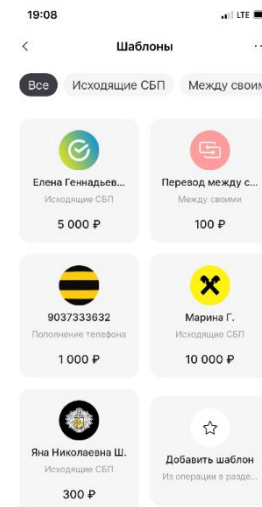 19:08
LTE
Шаблоны
Все
Исходящие СБП
Между своим
Елена Геннадьев...
Исходящие СБП
5 000 ₽
Перевод между с...
Между своими
100 ₽
9037333632
Пополнение телефона
1 000 ₽
Марина Г.
Исходящие СБП
10 000 ₽
Яна Николаевна Ш.
Исходящие СБП
300 ₽
Добавить шаблон
Из операции в разде...